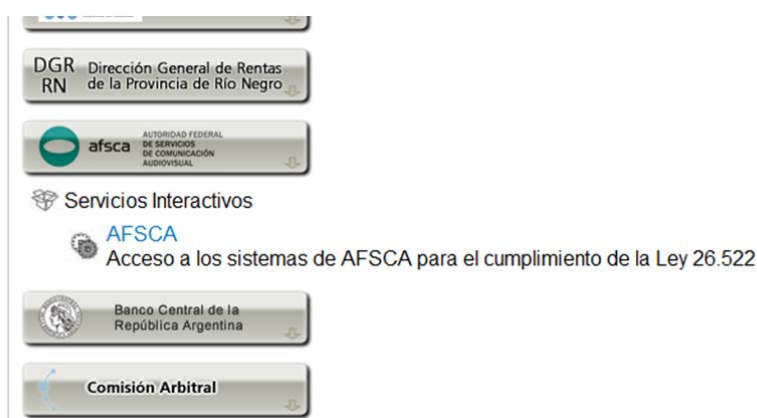 DGR Dirección General de Rentas
RN de la Provincia de Río Negro
afsca AUTORIDAD FEDERAL
DE SERVICIOS
DE COMUNICACIÓN
AUDIOVISUAL
Servicios Interactivos
AFSCA
Acceso a los sistemas de AFSCA para el cumplimiento de la Ley 26.522
Banco Central de la
República Argentina
Comisión Arbitral